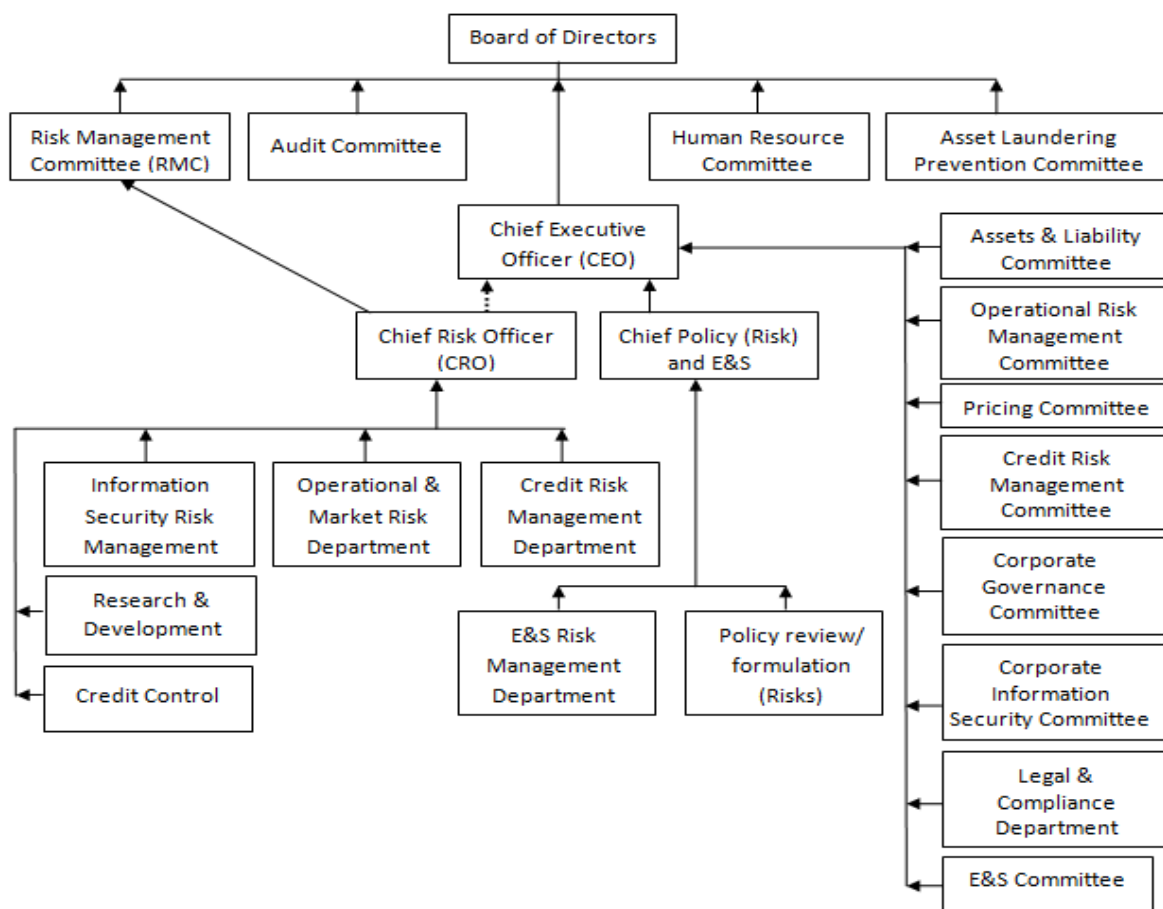 Board of Directors
Risk Management
Committee (RMC)
Audit Committee
Human Resource
Committee
Asset Laundering
Prevention Committee
Chief Executive
Officer (CEO)
Assets & Liability
Committee
Operational Risk
Management
Committee
Chief Risk Officer
(CRO)
Chief Policy (Risk)
and E&S
Pricing Committee
Credit Risk
Management
Committee
Information
Security Risk
Management
Operational &
Market Risk
Department
Credit Risk
Management
Department
Corporate
Governance
Committee
Research &
Development
E&S Risk
Management
Department
Policy review/
formulation
(Risks)
Credit Control
Corporate
Information
Security Committee
Legal &
Compliance
Department
E&S Committee